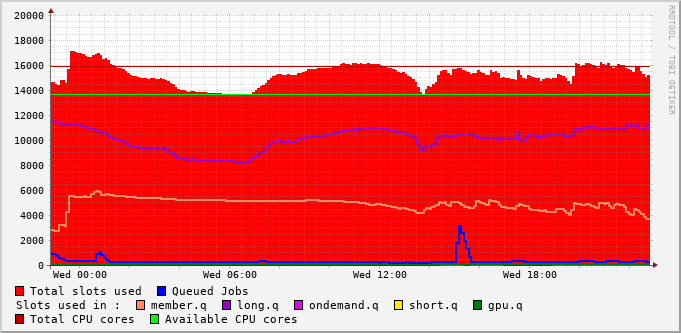 20000
18000
16000
14000
12000
10000
8000
6000
4000
2000
0
Wed 00:00 Wed 06:00 Wed 12:00 Wed 18:00
RRDTOOL / TOBI OETIKER
Total slots used Queued Jobs
Slots used in : member.q long.q ondemand.q short.q gpu.q
Total CPU cores Available CPU cores